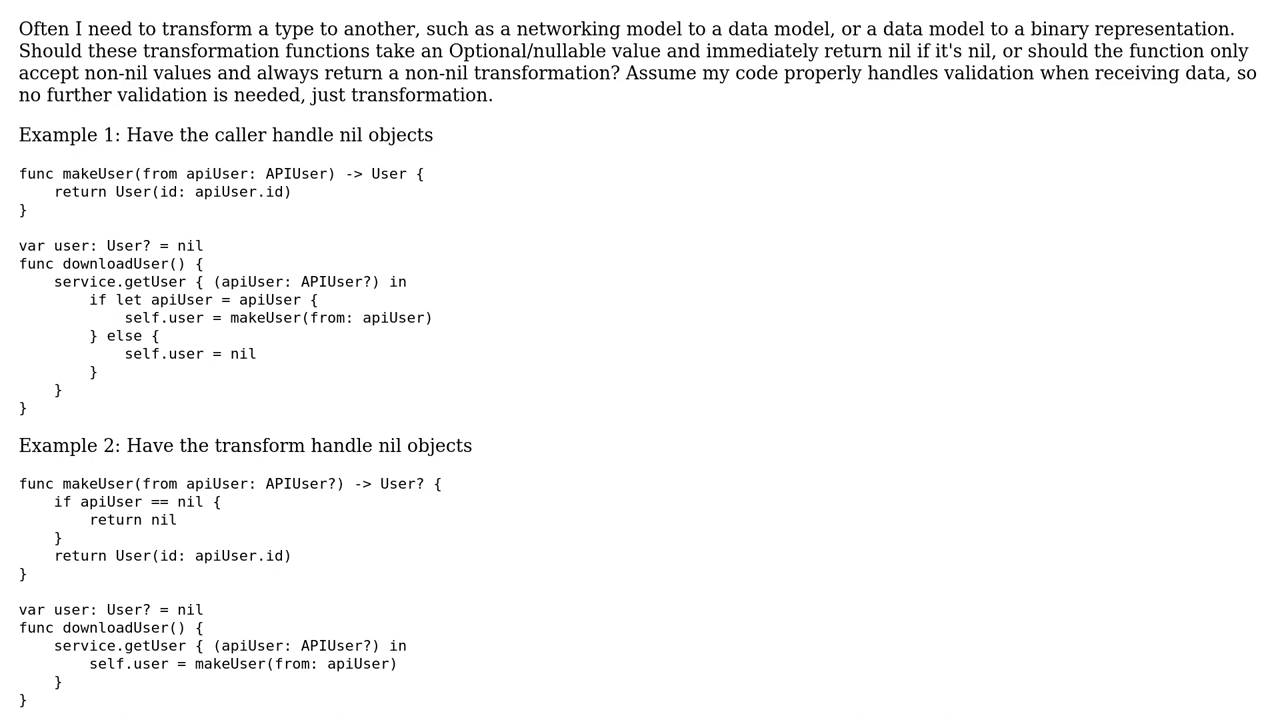 Often I need to transform a type to another, such as a networking model to a data model, or a data model to a binary representation.
Should these transformation functions take an Optional/nullable value and immediately return nil if it's nil, or should the function only
accept non-nil values and always return a non-nil transformation? Assume my code properly handles validation when receiving data, so
no further validation is needed, just transformation.
Example 1: Have the caller handle nil objects
func makeUser(from apiUser: APIUser) -> User {
    return User(id: apiUser.id)
}
var user: User? = nil
func downloadUser() {
    service.getUser { (apiUser: APIUser?) in
        if let apiUser = apiUser {
            self.user = makeUser(from: apiUser)
        } else {
            self.user = nil
        }
    }
}
Example 2: Have the transform handle nil objects
func makeUser(from apiUser: APIUser?) -> User? {
    if apiUser == nil {
        return nil
    }
    return User(id: apiUser.id)
}
var user: User? = nil
func downloadUser() {
    service.getUser { (apiUser: APIUser?) in
        self.user = makeUser(from: apiUser)
    }
}